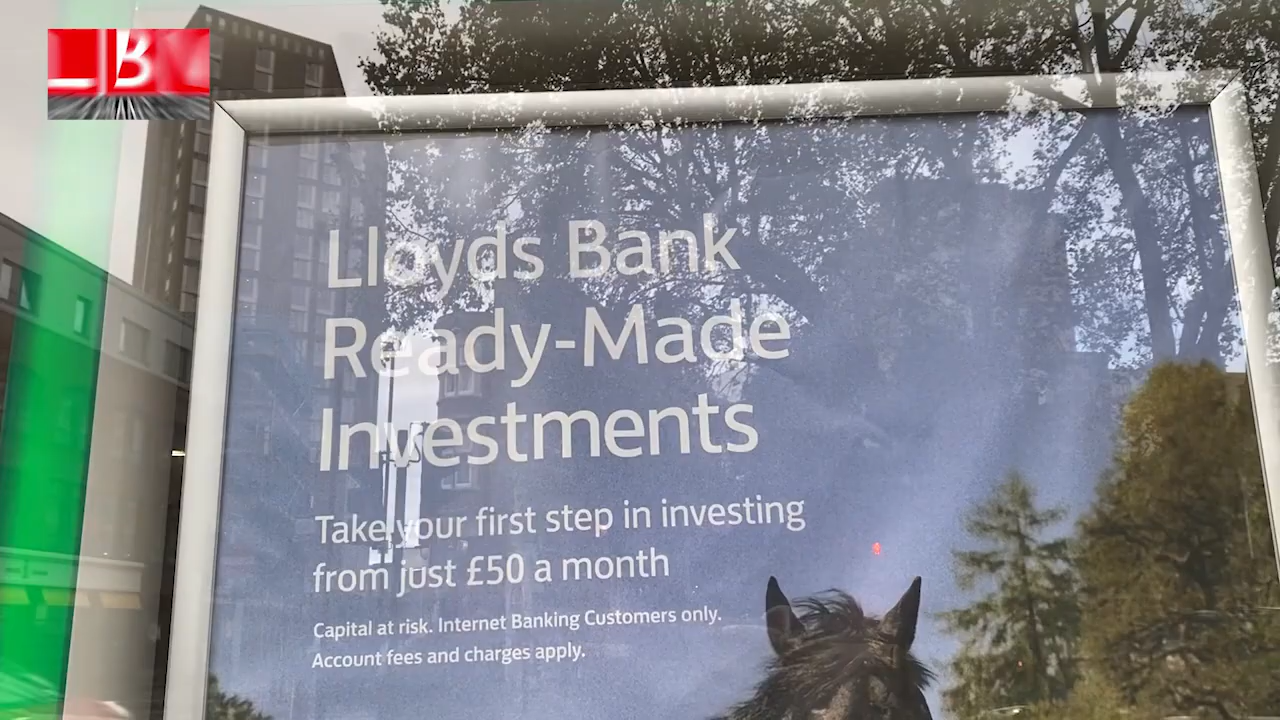 LBV
Lloyds Bank
Ready-Made
Investments
Take your first step in investing
from just £50 a month
Capital at risk. Internet Banking Customers only.
Account fees and charges apply.